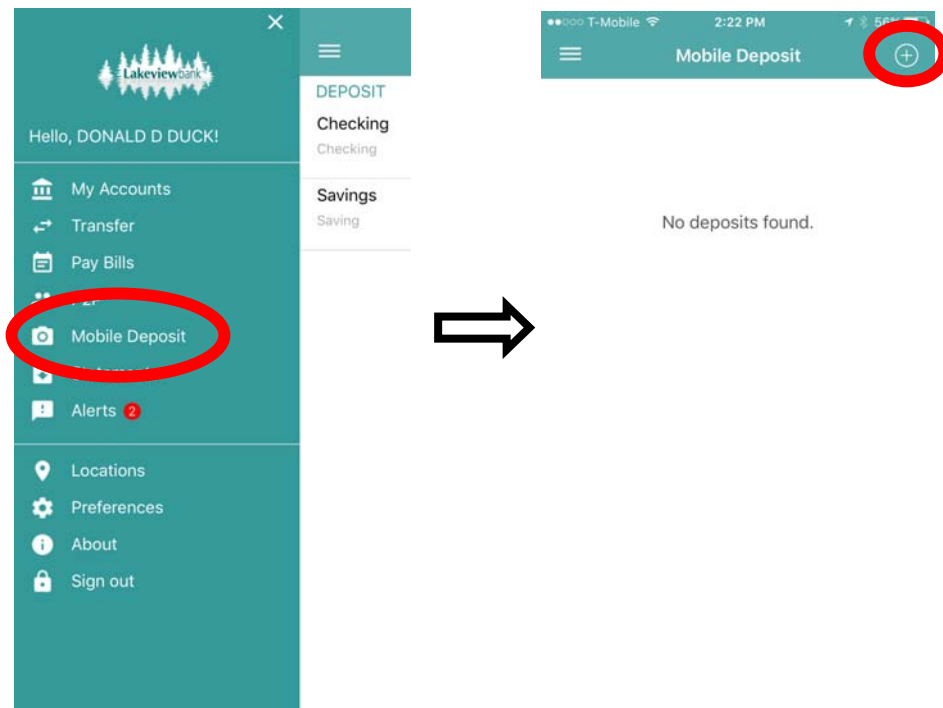 Lakeviewbank
Hello, DONALD D DUCK!
My Accounts
Transfer
Pay Bills
Mobile Deposit
Alerts 2
Locations
Preferences
About
Sign out
DEPOSIT
Checking
Checking
Savings
Saving
T-Mobile 2:22 PM
Mobile Deposit
No deposits found.